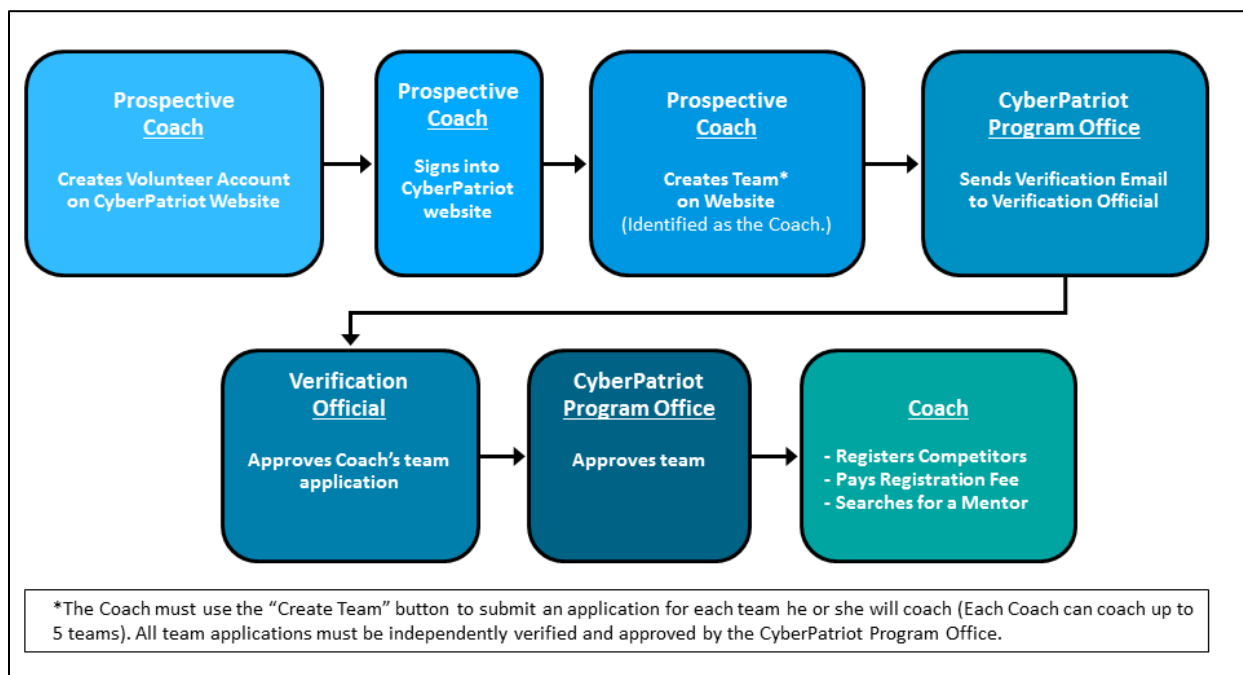 Prospective
Coach
Creates Volunteer Account
on CyberPatriot Website
Prospective
Coach
Signs into
CyberPatriot
website
Prospective
Coach
Creates Team*
on Website
(Identified as the Coach.)
CyberPatriot
Program Office
Sends Verification Email
to Verification Official
Verification
Official
Approves Coach’s team
application
CyberPatriot
Program Office
Approves team
Coach
- Registers Competitors
- Pays Registration Fee
- Searches for a Mentor
*The Coach must use the “Create Team” button to submit an application for each team he or she will coach (Each Coach can coach up to
5 teams). All team applications must be independently verified and approved by the CyberPatriot Program Office.